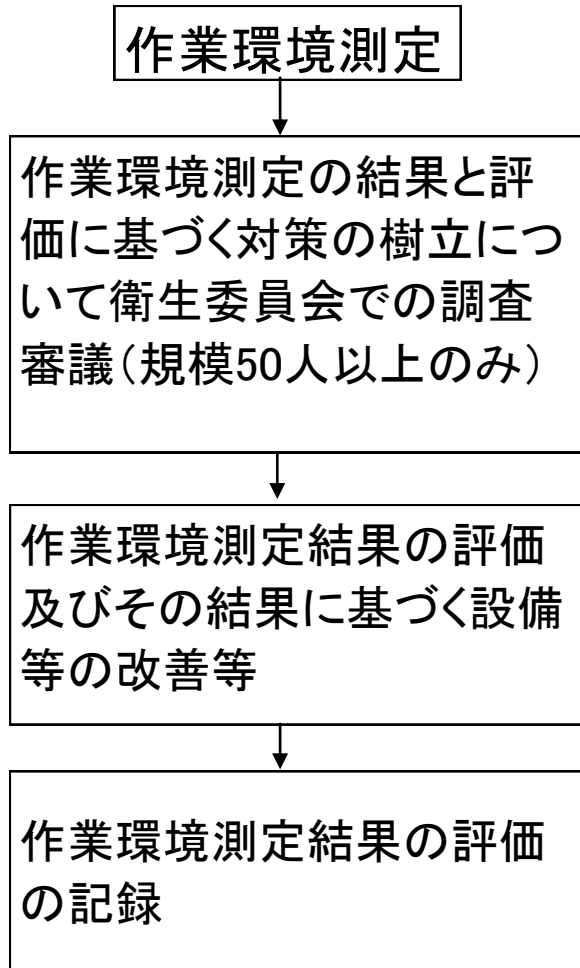 作業環境測定
作業環境測定の結果と評
価に基づく対策の樹立につ
いて衛生委員会での調査
審議（規模50人以上のみ）
作業環境測定結果の評価
及びその結果に基づく設備
等の改善等
作業環境測定結果の評価
の記録